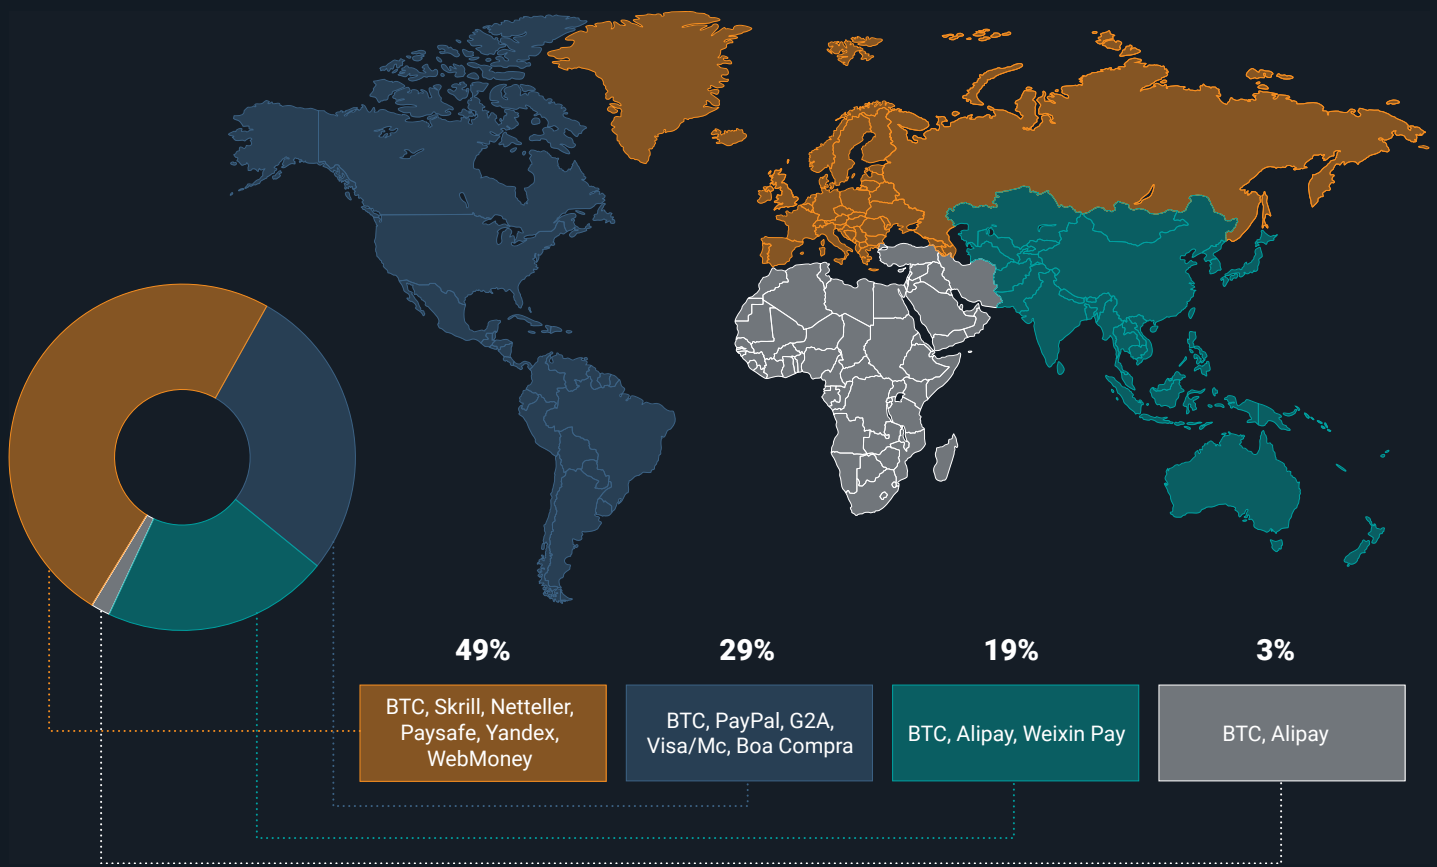 49%
29%
19%
3%
BTC, Skrill, Netteller,
Paysafe, Yandex,
WebMoney
BTC, PayPal, G2A,
Visa/Mc, Boa Compra
BTC, Alipay, Weixin Pay
BTC, Alipay